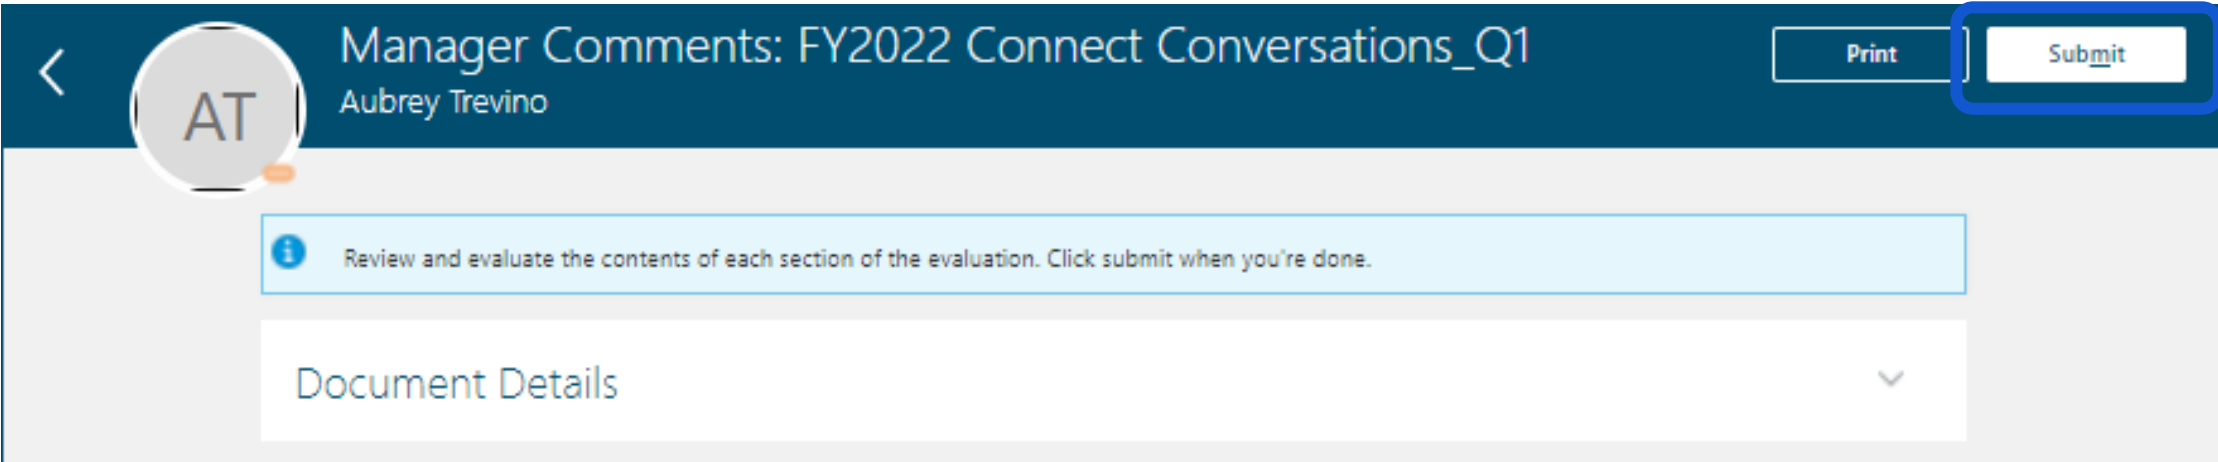 Manager Comments: FY2022 Connect Conversations_Q1
Aubrey Trevino
AT
Print
Submit
Review and evaluate the contents of each section of the evaluation. Click submit when you're done.
Document Details